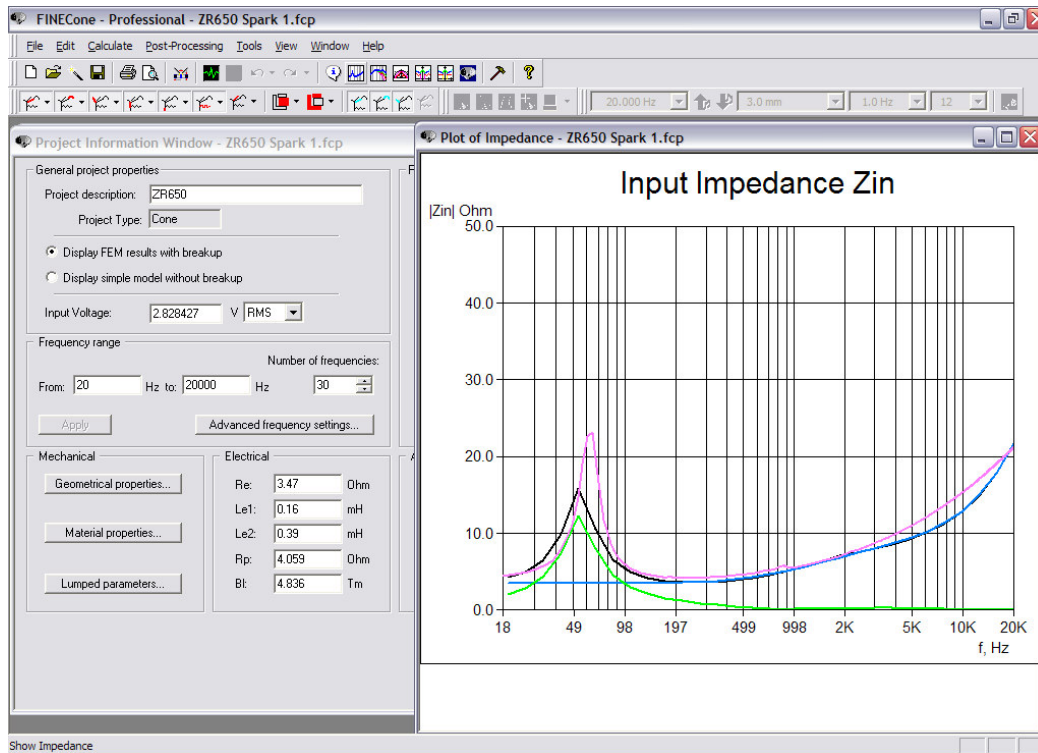 FINECone - Professional - ZR650 Spark 1.fcp
File Edit Calculate Post-Processing Tools View Window Help
20.000 Hz 3.0 mm 1.0 Hz 12
Project Information Window - ZR650 Spark 1.fcp
General project properties
Project description: ZR650
Project Type: Cone
Display FEM results with breakup
Display simple model without breakup
Input Voltage: 2.828427 V RMS
Frequency range
Number of frequencies:
From: 20 Hz to: 20000 Hz 30
Apply Advanced frequency settings...
Mechanical Electrical
Geometrical properties... Re: 3.47 Ohm
Le1: 0.16 mH
Material properties... Le2: 0.39 mH
Rp: 4.059 Ohm
Lumped parameters... Bl: 4.836 Tm
Plot of Impedance - ZR650 Spark 1.fcp
Input Impedance Zin
|Zin| Ohm
50.0
40.0
30.0
20.0
10.0
0.0
18 49 98 197 499 998 2K 5K 10K 20K
f, Hz
Show Impedance